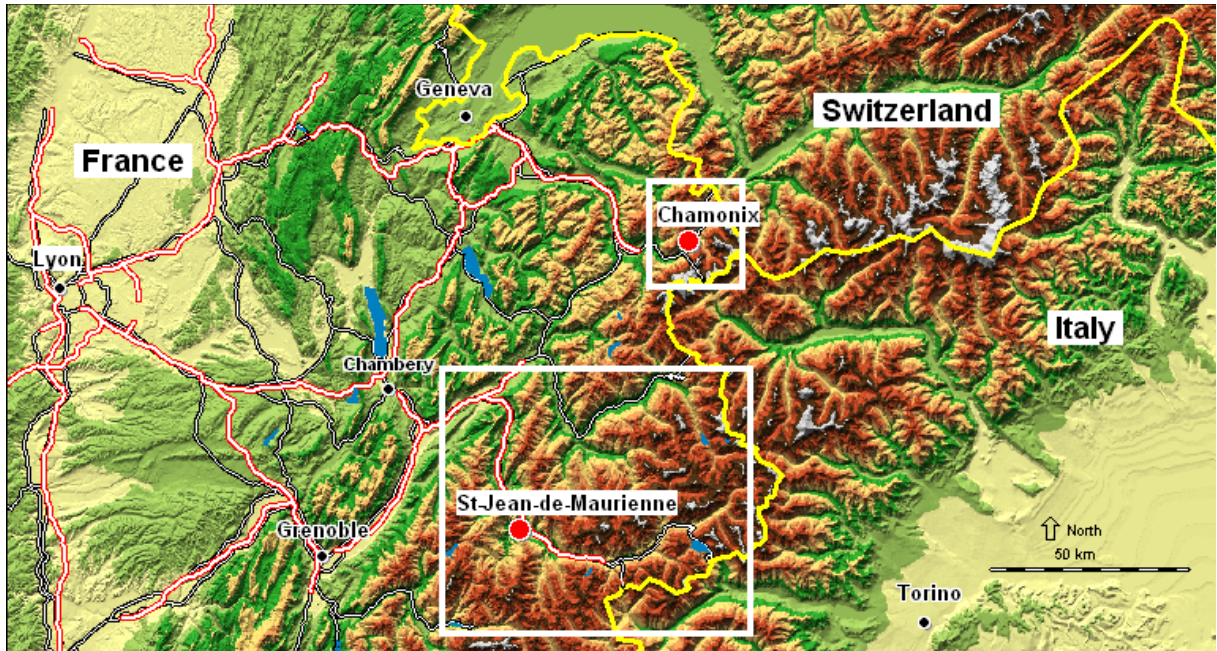 Geneva
Switzerland
France
Chamonix
Lyon
Italy
Chambery
St-Jean-de-Maurienne
Grenoble
North
50 km
Torino